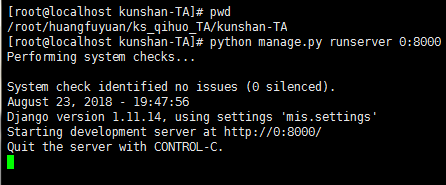 [root@localhost kunshan-TA]# pwd
/root/huangfuyuan/ks_qihuo_TA/kunshan-TA
[root@localhost kunshan-TA]# python manage.py runserver 0:8000
Performing system checks...
System check identified no issues (0 silenced).
August 23, 2018 - 19:47:56
Django version 1.11.14, using settings 'mis.settings'
Starting development server at http://0:8000/
Quit the server with CONTROL-C.